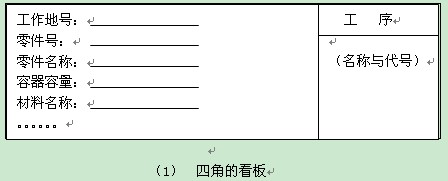 工作地号：
零件号：
零件名称：
容器容量：
材料名称：
。。。。。。
工 序
（名称与代号）
（1） 四角的看板